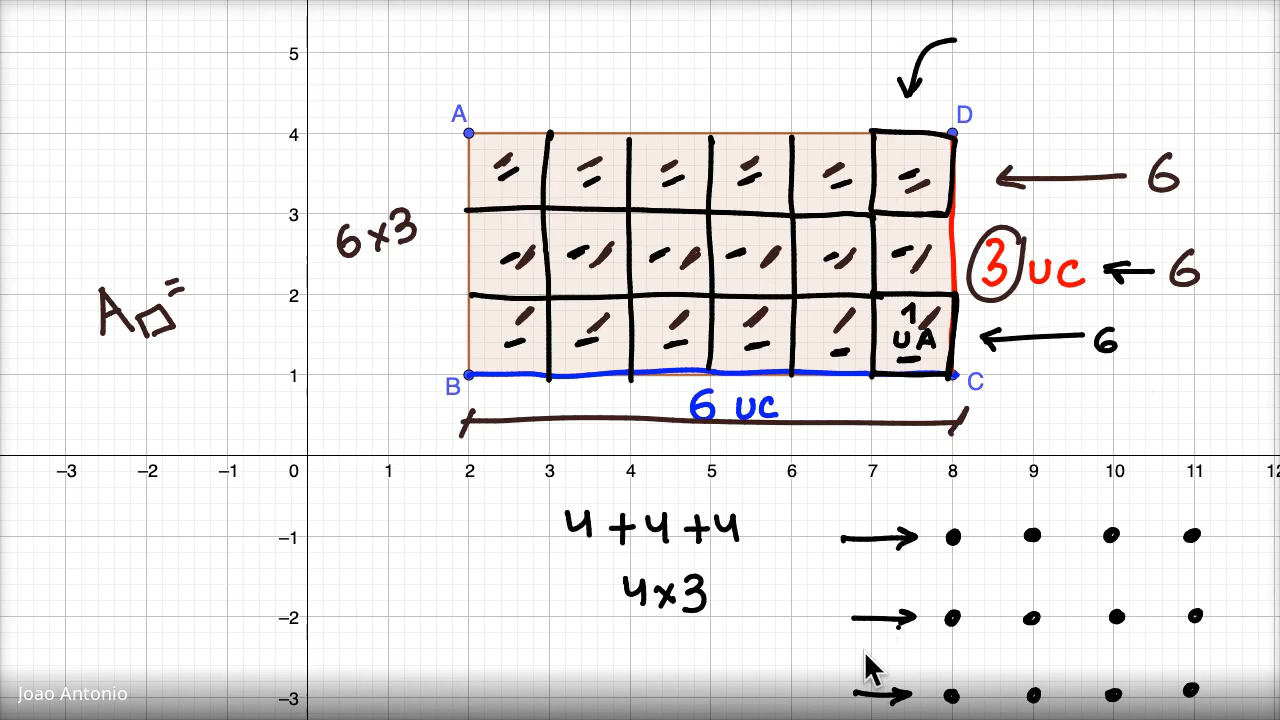 5
A D
4
6
3
6x3
3 UC 6
2
A =
1
UA
6
1
B C
6 UC
-3 -2 -1 0 1 2 3 4 5 6 7 8 9 10 11 12
4+4+4
-1
4x3
-2
Joao Antonio
-3